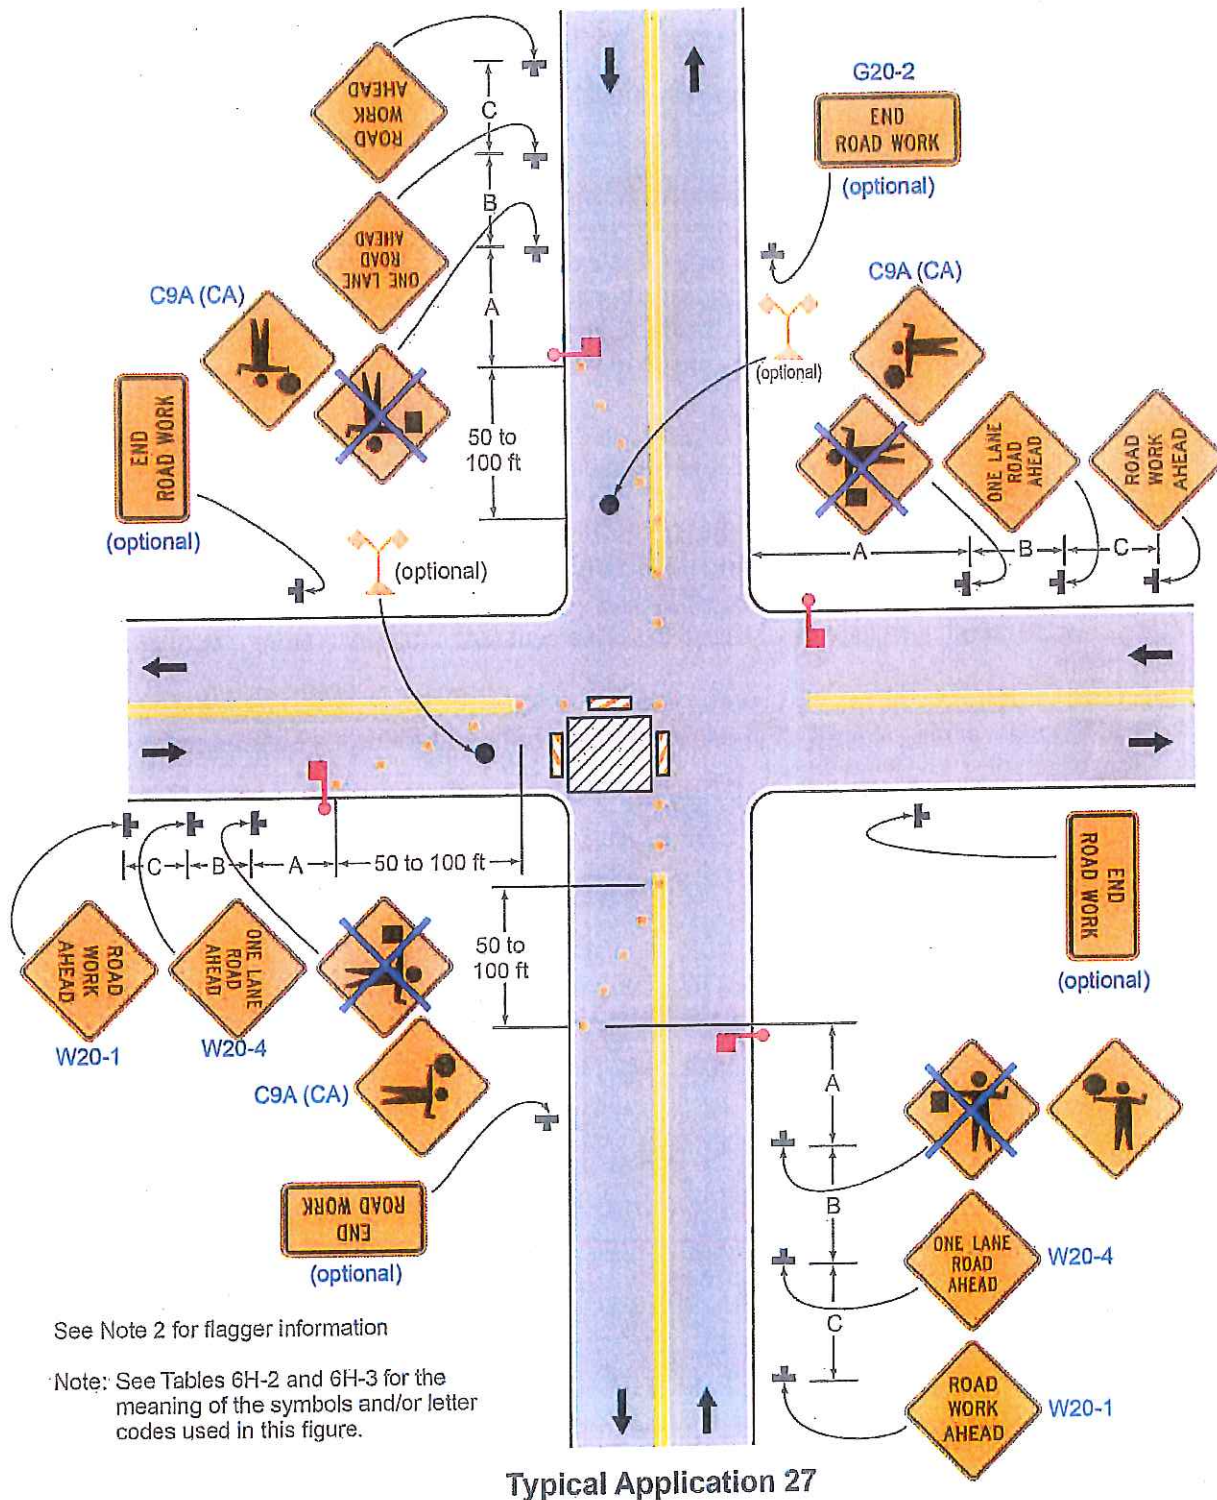 ROAD
WORK
AHEAD
C
B
A
ONE LANE
ROAD
AHEAD
C9A (CA)
END
ROAD WORK
(optional)
50 to
100 ft
G20-2
END
ROAD WORK
(optional)
(optional)
C9A (CA)
ONE LANE
ROAD
AHEAD
ROAD
WORK
AHEAD
A
B
C
(optional)
C
B
A
50 to 100 ft
ROAD
WORK
AHEAD
W20-1
ONE LANE
ROAD
AHEAD
W20-4
C9A (CA)
50 to
100 ft
END
ROAD WORK
(optional)
END
ROAD WORK
(optional)
A
B
C
ONE LANE
ROAD
AHEAD
W20-4
ROAD
WORK
AHEAD
W20-1
See Note 2 for flagger information
Note: See Tables 6H-2 and 6H-3 for the
meaning of the symbols and/or letter
codes used in this figure.
Typical Application 27